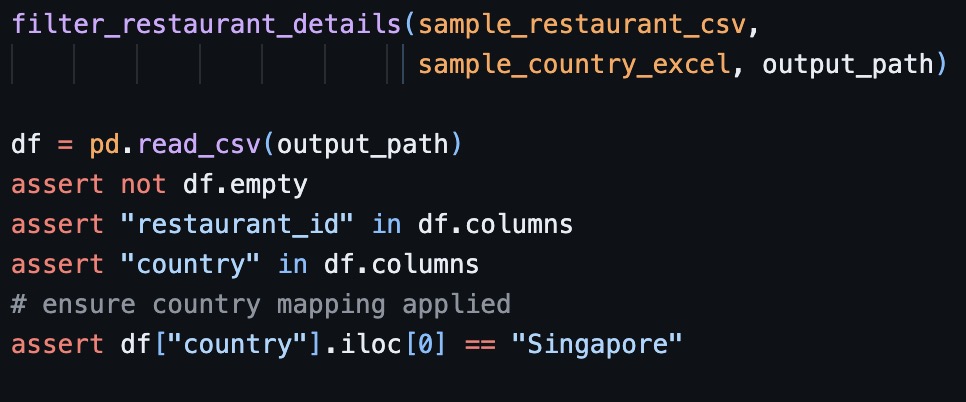 filter_restaurant_details(sample_restaurant_csv,
sample_country_excel, output_path)
df = pd.read_csv(output_path)
assert not df.empty
assert "restaurant_id" in df.columns
assert "country" in df.columns
# ensure country mapping applied
assert df["country"].iloc[0] == "Singapore"